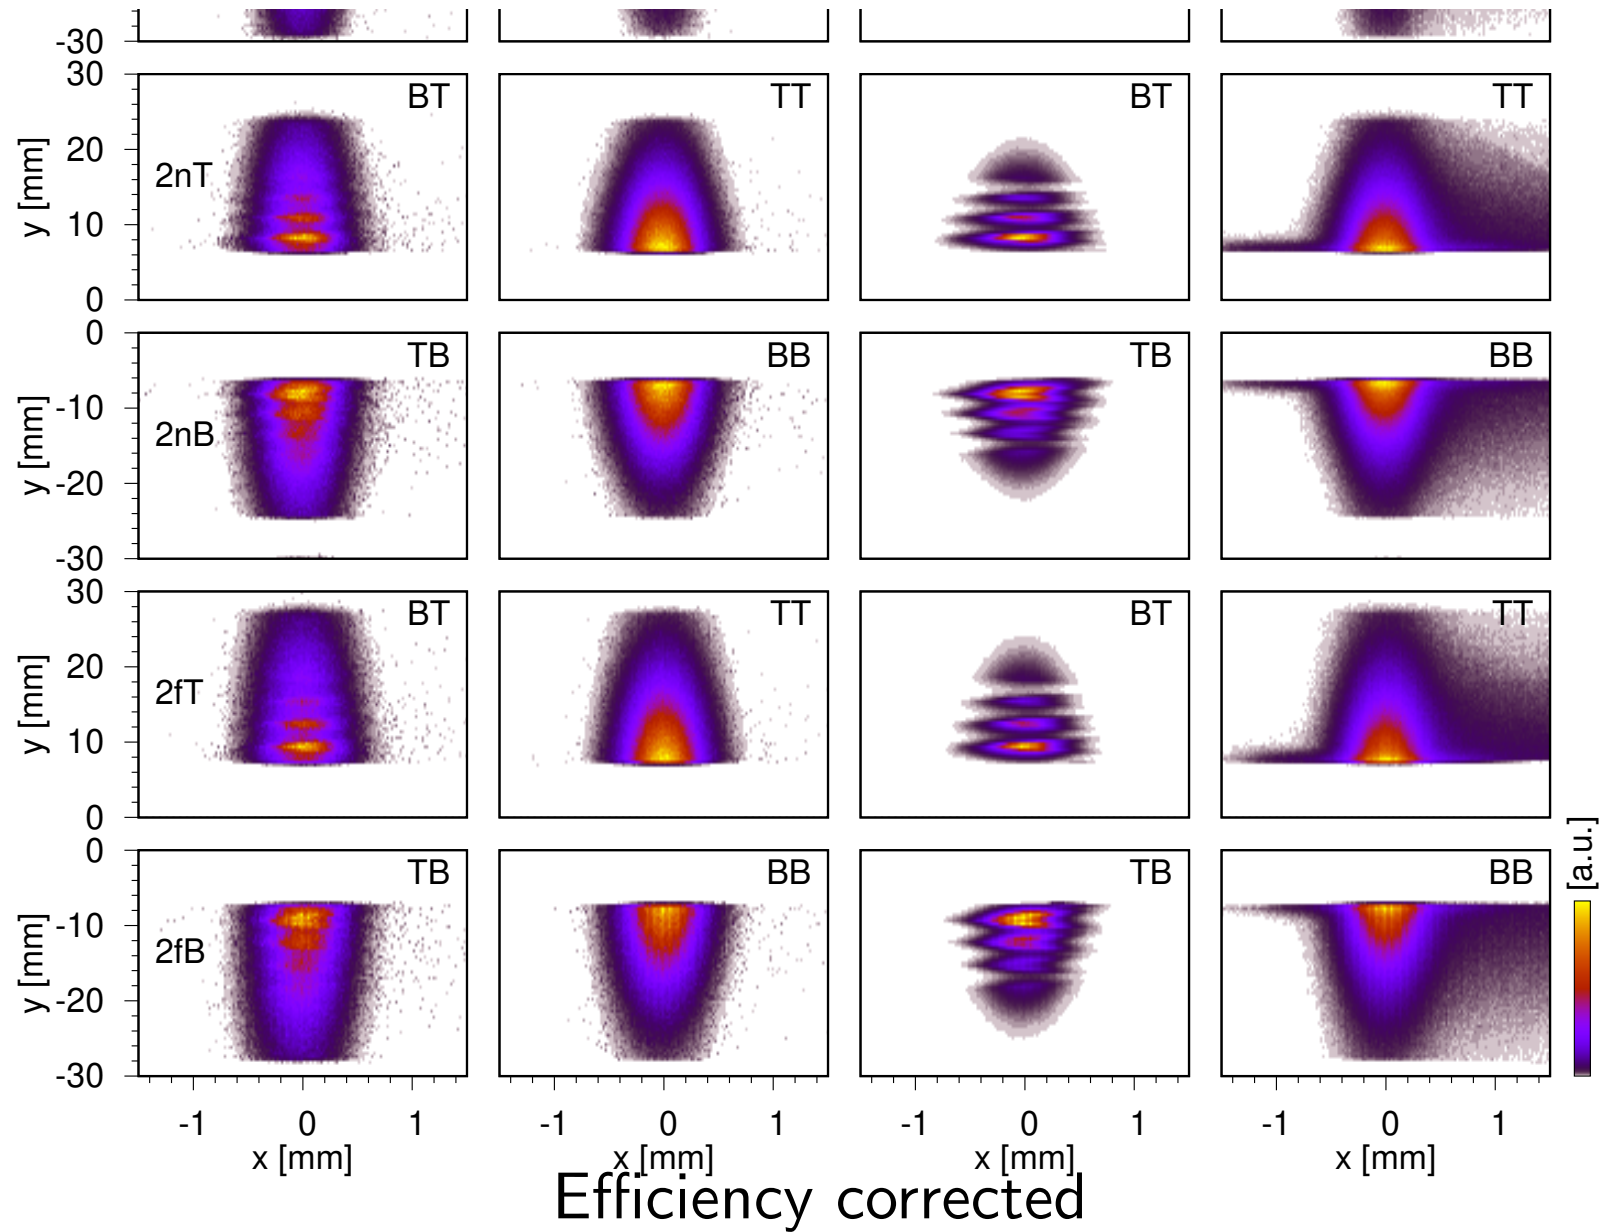 -30
30
BT TT BT TT
20
2nT
y [mm]
10
0
0
TB BB TB BB
-10
2nB
y [mm]
-20
-30
30
BT TT BT TT
20
2fT
y [mm]
10
0
0
TB BB TB BB
-10
2fB
y [mm]
-20
-30
[a.u.]
-1 0 1 -1 0 1 -1 0 1 -1 0 1
x [mm] x [mm] x [mm] x [mm]
Efficiency corrected